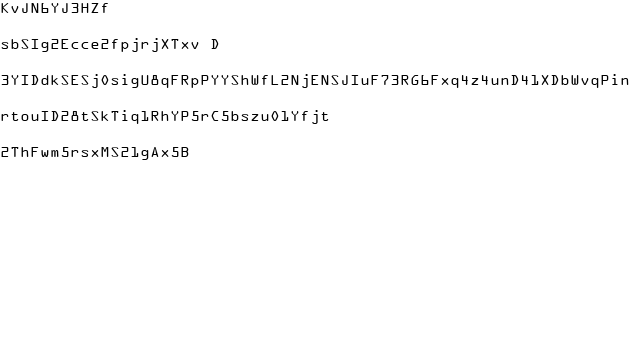 KvJN6YJ3HZf
sbSIg2Ecce2fpjrjXTxv D
3YIDdkSESj0sigU8qFRpPYYShWfL2NjENSJIuF73RG6Fxq4z4unD41XDbWvqPin
rtouID28tSkTiq1RhYP5rC5bszu01Yfjt
2ThFwm5rsxMS21gAx5B